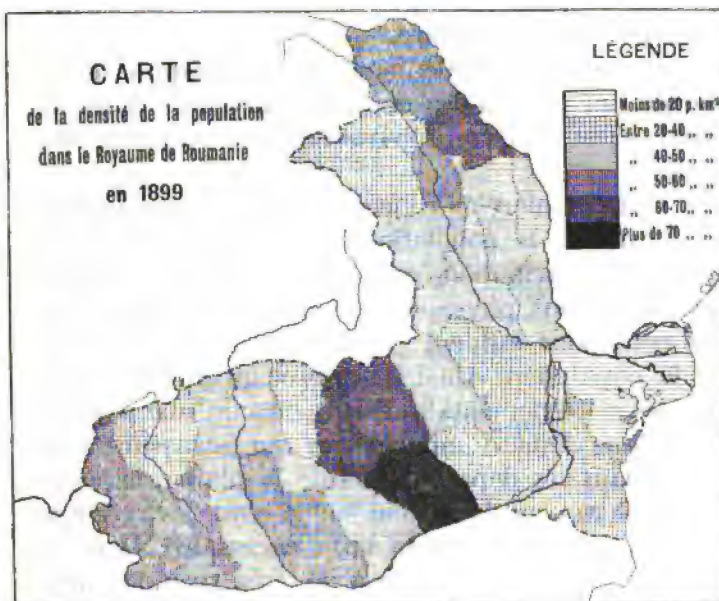 CARTE
de la densité de la population
dans le Royaume de Roumanie
en 1899
LÉGENDE
Moins de 20 p. km²
Entre 20-40 „ „
„ 40-50 „ „
„ 50-60 „ „
„ 60-70 „ „
Plus de 70 „ „